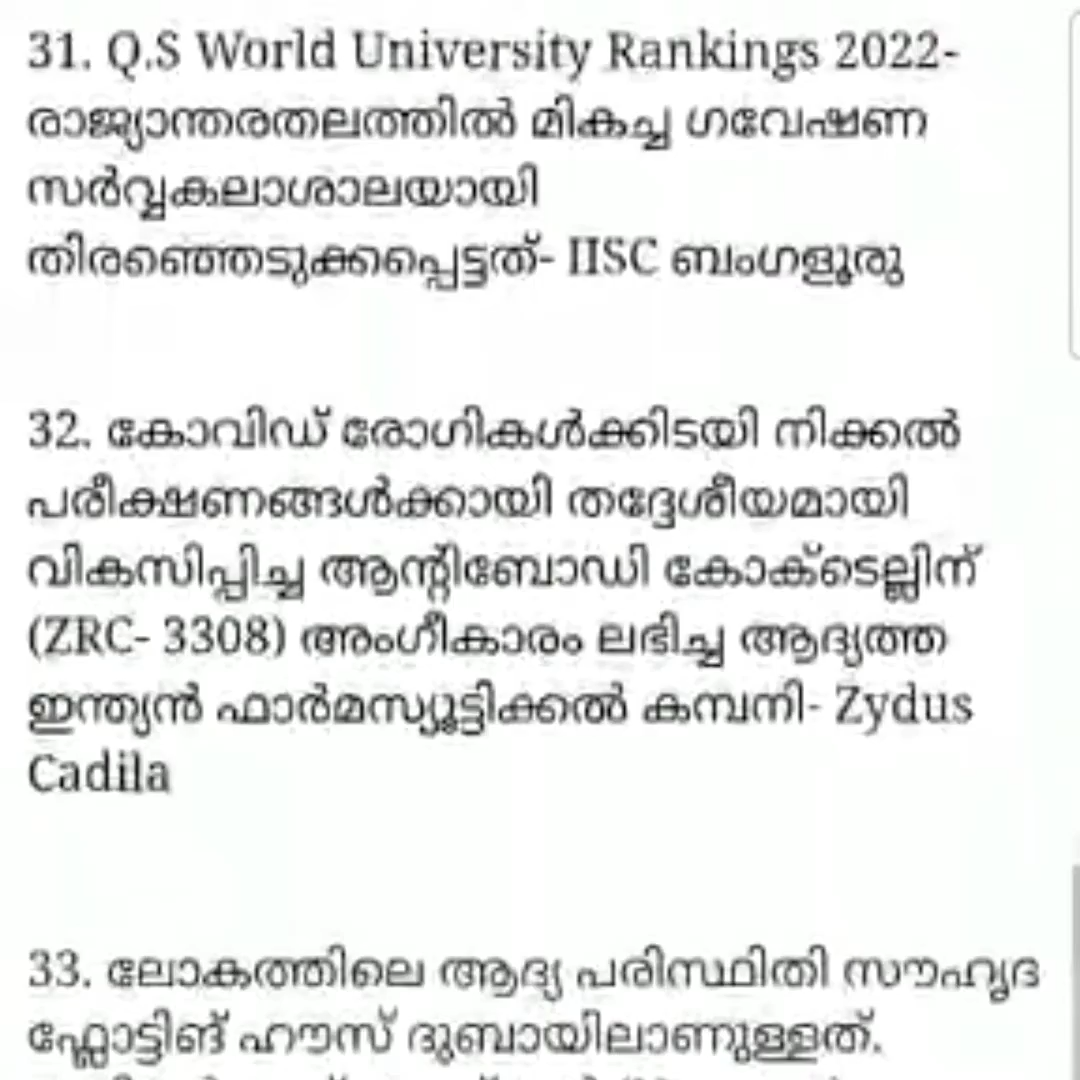 31. Q.S World University Rankings 2022-
രാജ്യാന്തരതലത്തിൽ മികച്ച ഗവേഷണ
സർവ്വകലാശാലയായി
തിരഞ്ഞെടുക്കപ്പെട്ടത്- IISC ബംഗളൂരു
32. കോവിഡ് രോഗികൾക്കിടയി നിക്കൽ
പരീക്ഷണങ്ങൾക്കായി തദ്ദേശീയമായി
വികസിപ്പിച്ച ആന്റിബോഡി കോക്ടെല്ലിന്
(ZRC- 3308) അംഗീകാരം ലഭിച്ച ആദ്യത്ത
ഇന്ത്യൻ ഫാർമസ്യൂട്ടിക്കൽ കമ്പനി- Zydus
Cadila
33. ലോകത്തിലെ ആദ്യ പരിസ്ഥിതി സൗഹൃദ
ഫ്ലോട്ടിങ് ഹൗസ് ദുബായിലാണുള്ളത്.